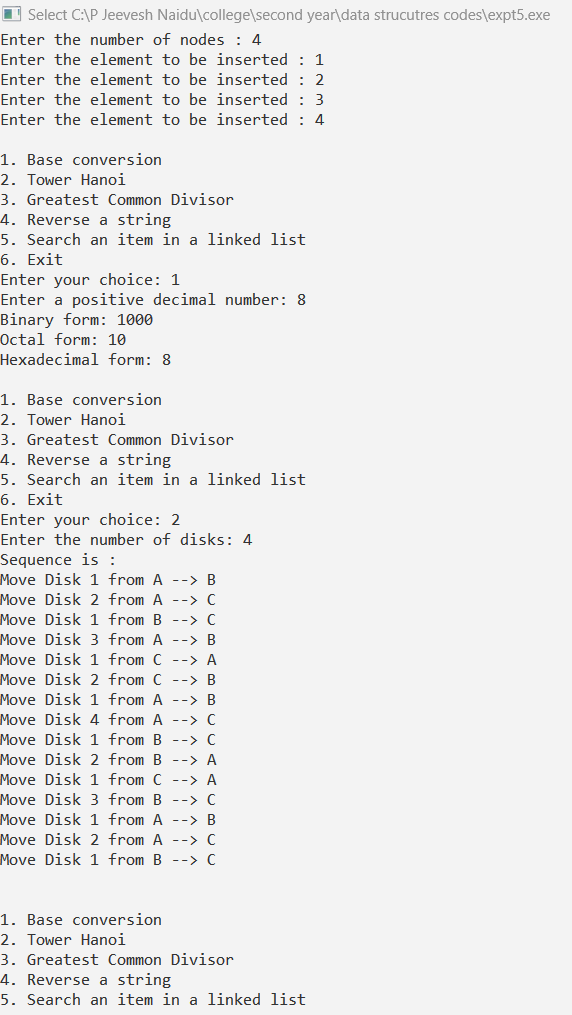 Select C:\P Jeevesh Naidu\college\second year\data strucutres codes\expt5.exe
Enter the number of nodes : 4
Enter the element to be inserted : 1
Enter the element to be inserted : 2
Enter the element to be inserted : 3
Enter the element to be inserted : 4
1. Base conversion
2. Tower Hanoi
3. Greatest Common Divisor
4. Reverse a string
5. Search an item in a linked list
6. Exit
Enter your choice: 1
Enter a positive decimal number: 8
Binary form: 1000
Octal form: 10
Hexadecimal form: 8
1. Base conversion
2. Tower Hanoi
3. Greatest Common Divisor
4. Reverse a string
5. Search an item in a linked list
6. Exit
Enter your choice: 2
Enter the number of disks: 4
Sequence is :
Move Disk 1 from A --> B
Move Disk 2 from A --> C
Move Disk 1 from B --> C
Move Disk 3 from A --> B
Move Disk 1 from C --> A
Move Disk 2 from C --> B
Move Disk 1 from A --> B
Move Disk 4 from A --> C
Move Disk 1 from B --> C
Move Disk 2 from B --> A
Move Disk 1 from C --> A
Move Disk 3 from B --> C
Move Disk 1 from A --> B
Move Disk 2 from A --> C
Move Disk 1 from B --> C
1. Base conversion
2. Tower Hanoi
3. Greatest Common Divisor
4. Reverse a string
5. Search an item in a linked list